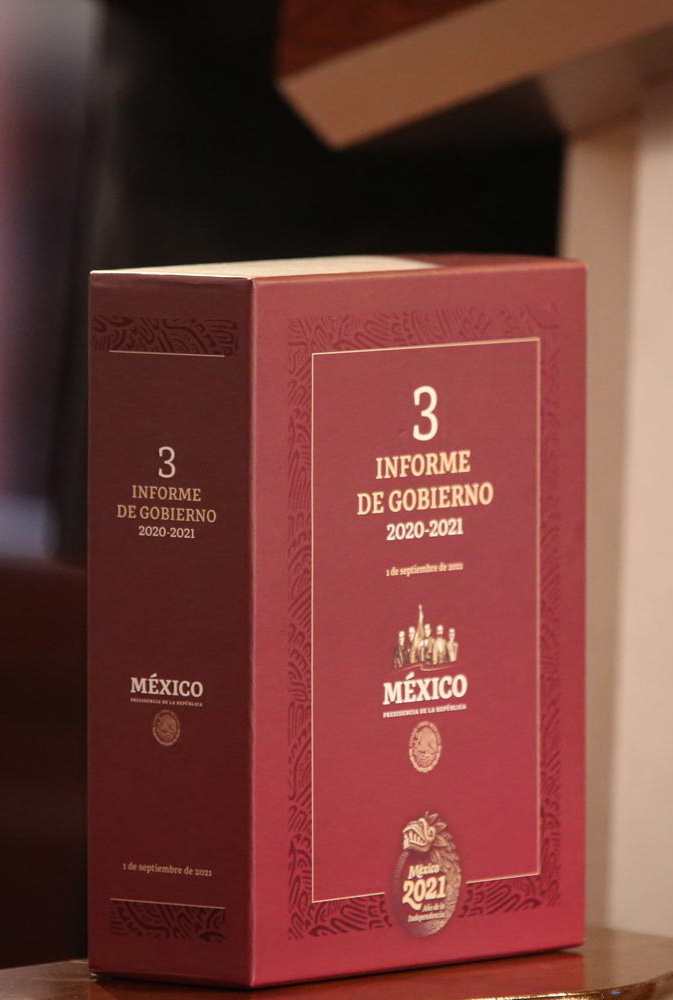 3
INFORME
DE GOBIERNO
2020-2021
MÉXICO
PRESIDENCIA DE LA REPÚBLICA
1 de septiembre de 2021
3
INFORME
DE GOBIERNO
2020-2021
1 de septiembre de 2021
MÉXICO
PRESIDENCIA DE LA REPÚBLICA
México
2021
Año de la
Independencia